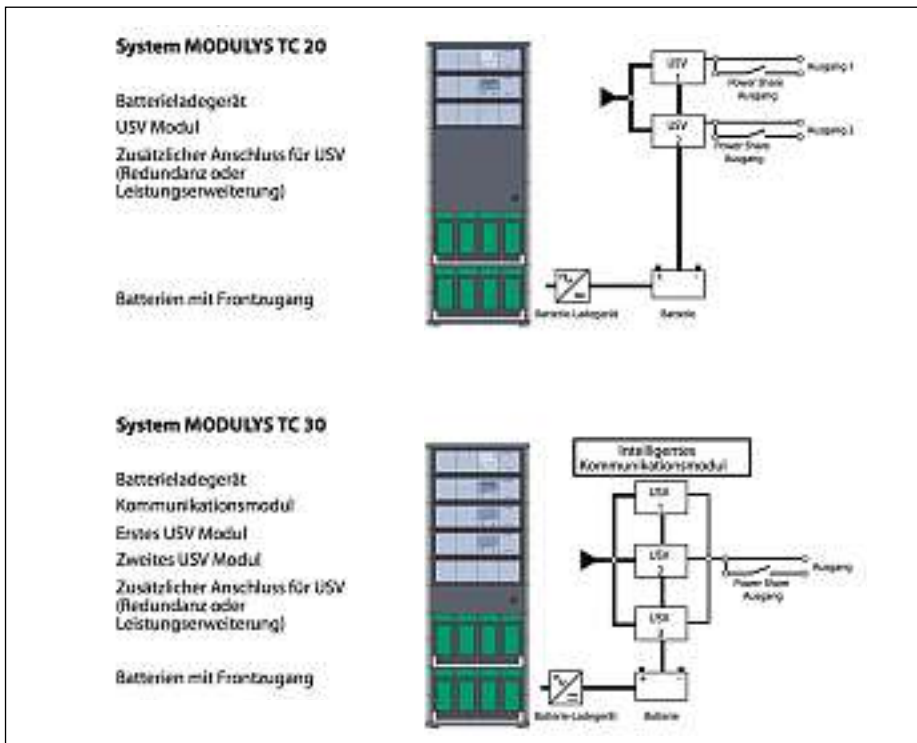 System MODULYS TC 20
Batterieladegerät
USV Modul
Zusätzlicher Anschluss für USV
(Redundanz oder
Leistungserweiterung)
Batterien mit Frontzugang
USV
1
Ausgang 1
Power Share
Ausgang
USV
2
Ausgang 2
Power Share
Ausgang
Batterie-Ladegerät
Batterie
System MODULYS TC 30
Batterieladegerät
Kommunikationsmodul
Erstes USV Modul
Zweites USV Modul
Zusätzlicher Anschluss für USV
(Redundanz oder
Leistungserweiterung)
Batterien mit Frontzugang
Intelligentes
Kommunikationsmodul
USV
1
USV
2
USV
3
Ausgang
Power Share
Ausgang
Batterie-Ladegerät
Batterie